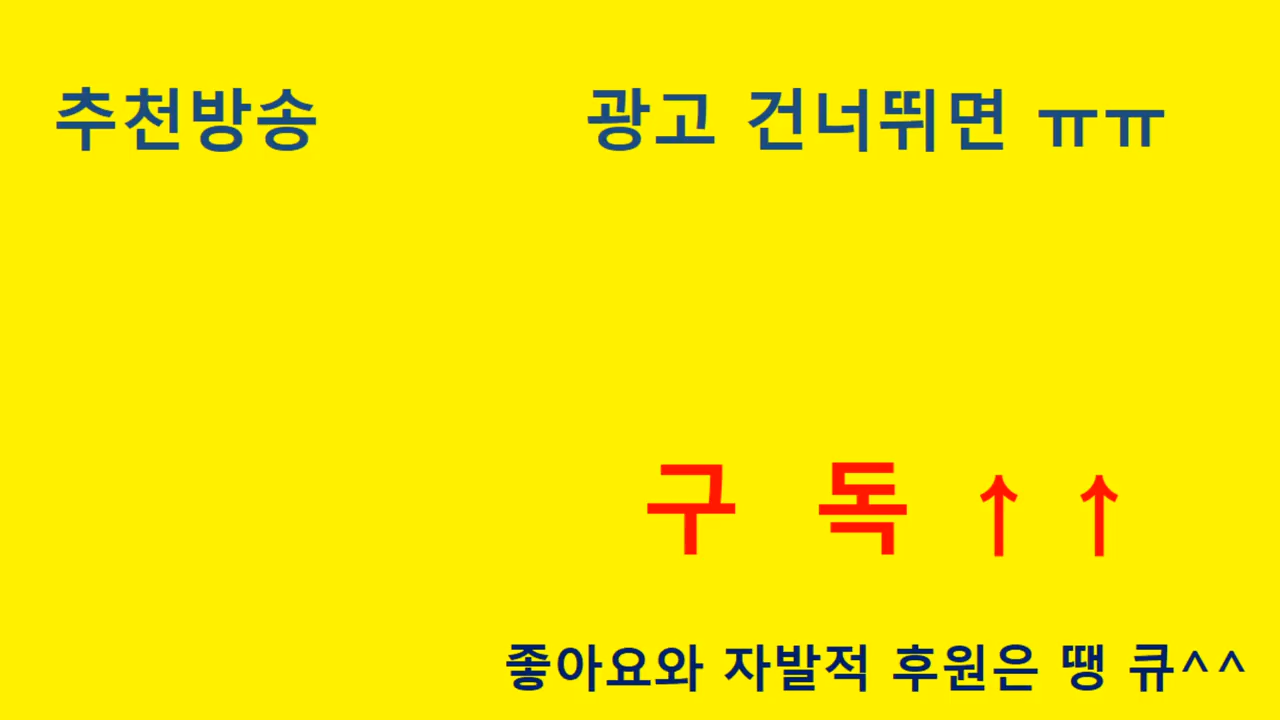 추천방송
광고 건너뛰면 ㅠㅠ
구 독 ↑ ↑
좋아요와 자발적 후원은 땡 큐^^